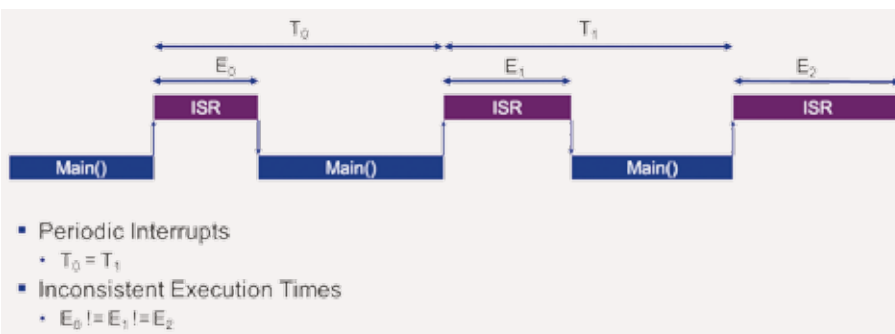 T₀ T₁
E₀ E₁ E₂
ISR ISR ISR
Main() Main() Main()
▪ Periodic Interrupts
• T₀ = T₁
▪ Inconsistent Execution Times
• E₀ != E₁ != E₂